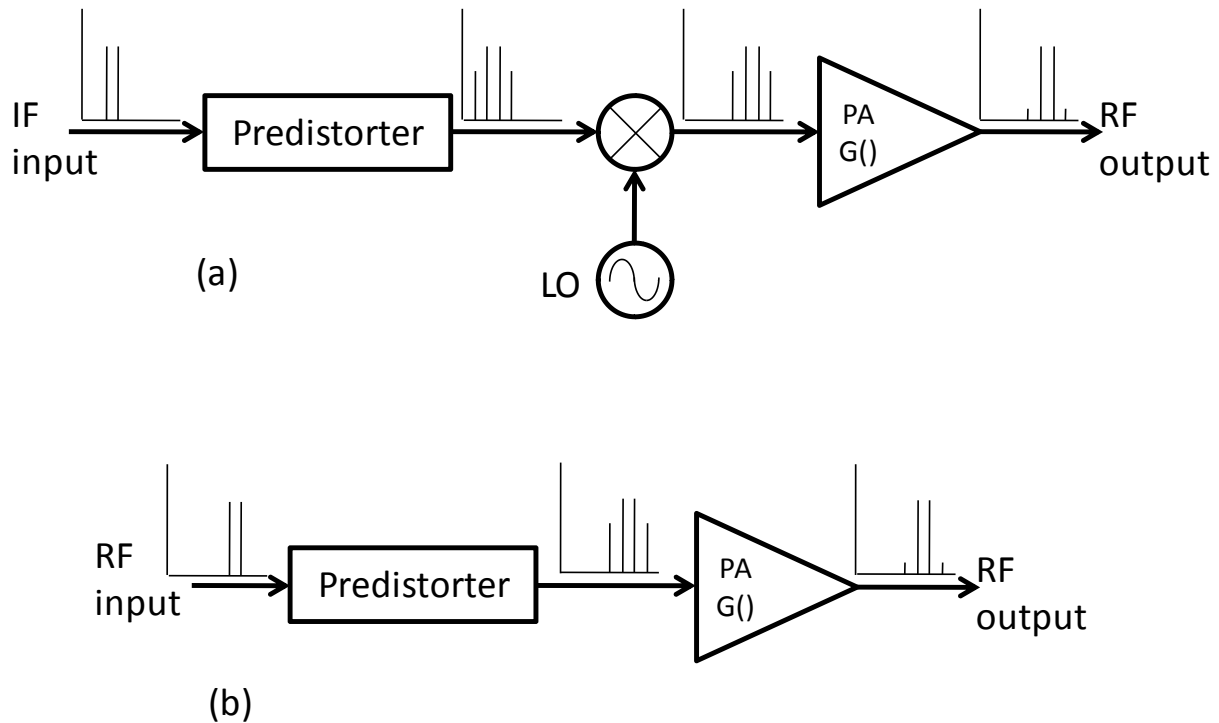 IF
input
Predistorter
PA
G()
RF
output
LO
(a)
RF
input
Predistorter
PA
G()
RF
output
(b)